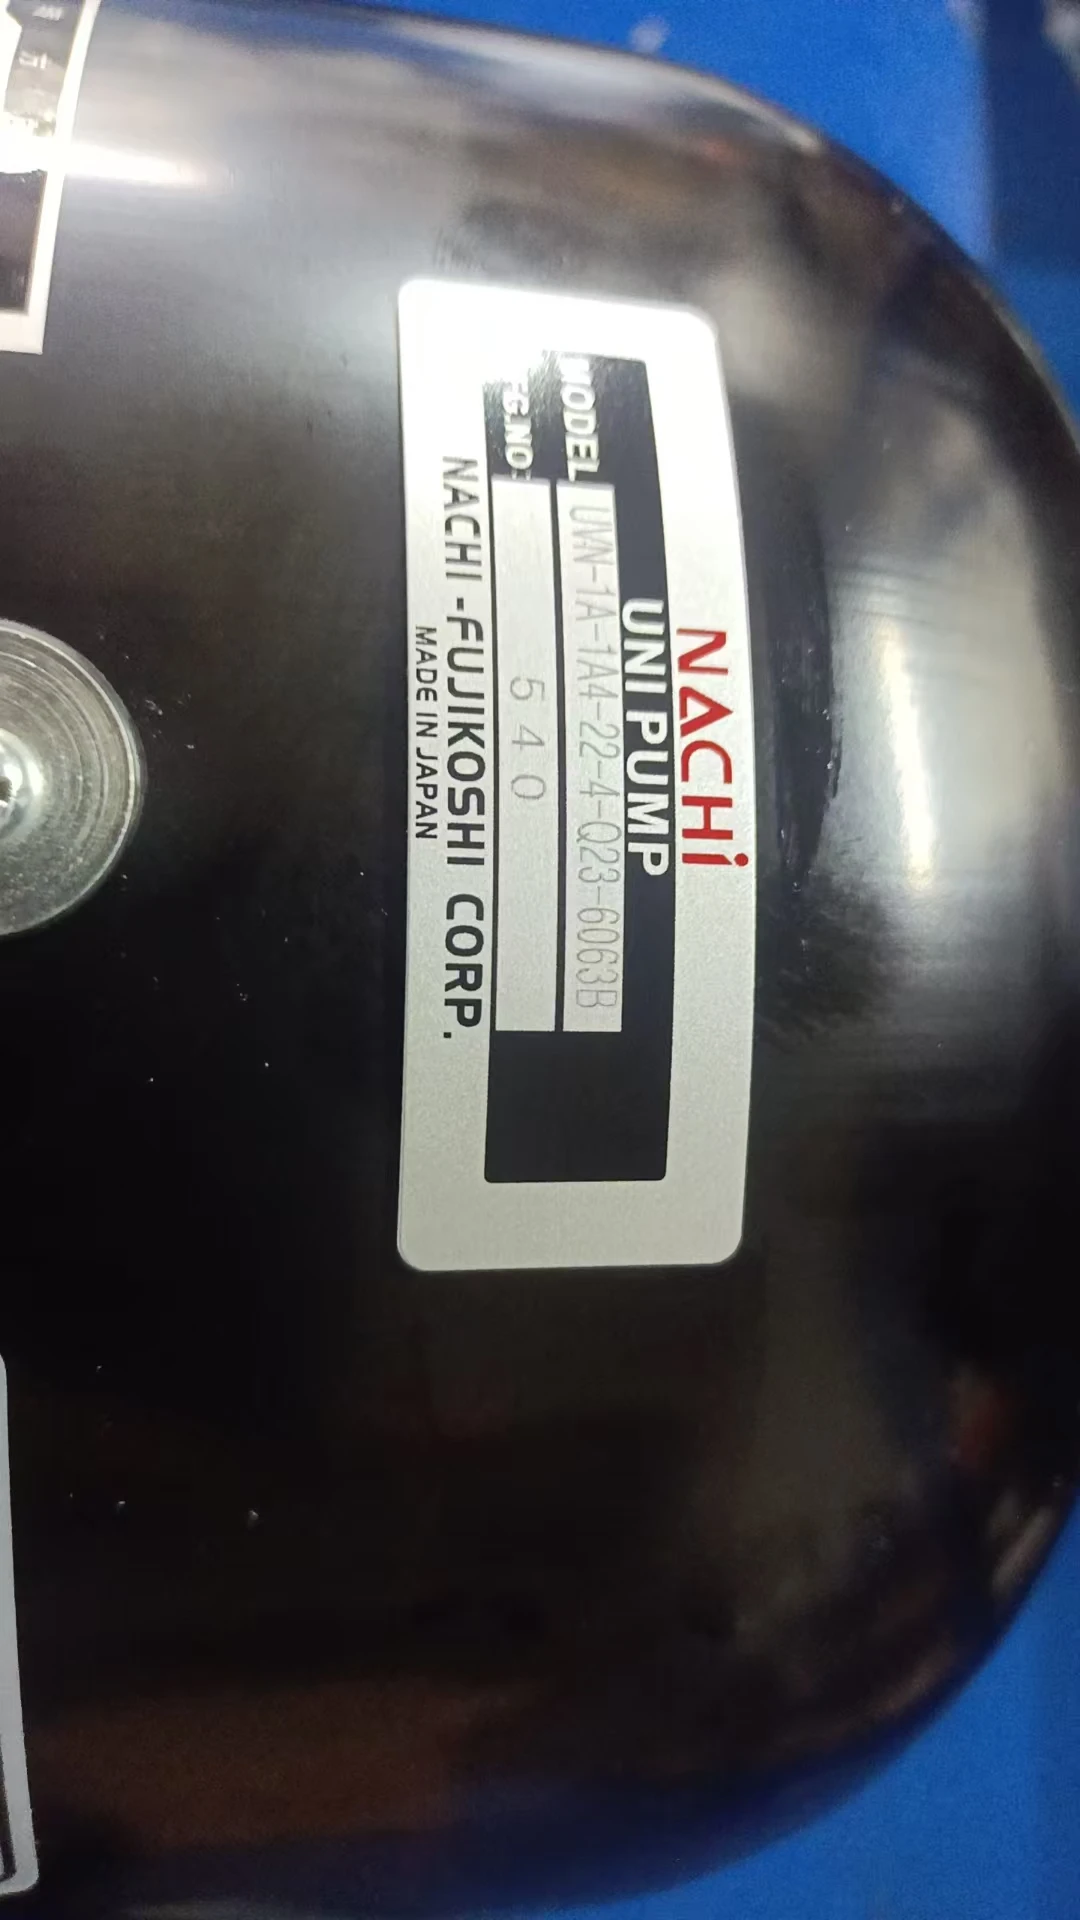 NACHi
UNI PUMP
MODEL UVN-1A-1A4-22-4-Q23-6063B
540
NACHI-FUJIKOSHI CORP.
MADE IN JAPAN